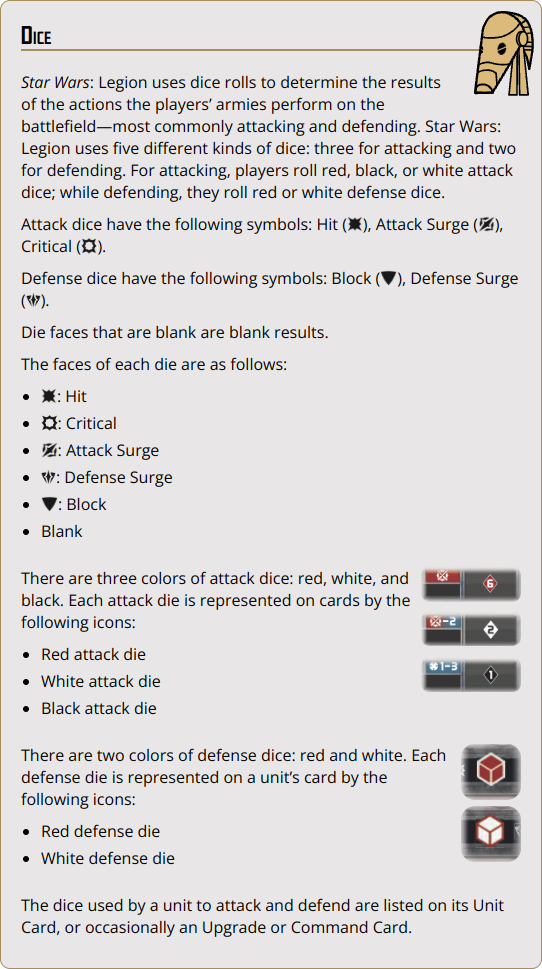 Dice
Star Wars: Legion uses dice rolls to determine the results
of the actions the players’ armies perform on the
battlefield—most commonly attacking and defending. Star Wars:
Legion uses five different kinds of dice: three for attacking and two
for defending. For attacking, players roll red, black, or white attack
dice; while defending, they roll red or white defense dice.
Attack dice have the following symbols: Hit (), Attack Surge (),
Critical ().
Defense dice have the following symbols: Block (), Defense Surge
().
Die faces that are blank are blank results.
The faces of each die are as follows:
• : Hit
• : Critical
• : Attack Surge
• : Defense Surge
• : Block
• Blank
There are three colors of attack dice: red, white, and
black. Each attack die is represented on cards by the
following icons:
• Red attack die
• White attack die
• Black attack die
6
-2 2
1-3 1
There are two colors of defense dice: red and white. Each
defense die is represented on a unit’s card by the
following icons:
• Red defense die
• White defense die
The dice used by a unit to attack and defend are listed on its Unit
Card, or occasionally an Upgrade or Command Card.